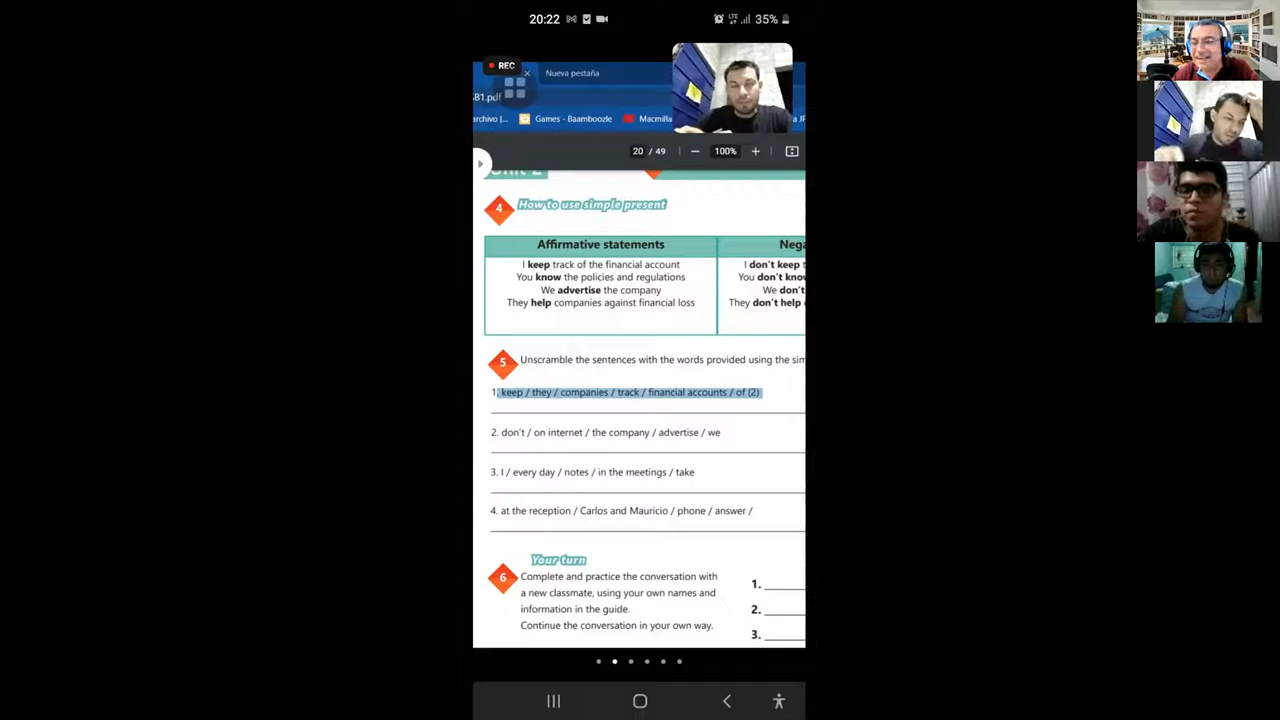 20:22 LTE 35%
REC
Nueva pestaña
B1.pdf
archivo |... Games - Baamboozle Macmilla a JF
20 / 49 100%
Unit 2
4 How to use simple present
Affirmative statements Nega
I keep track of the financial account I don't keep t
You know the policies and regulations You don't know
We advertise the company We don't
They help companies against financial loss They don't help
5 Unscramble the sentences with the words provided using the sim
1. keep / they / companies / track / financial accounts / of (2)
2. don't / on internet / the company / advertise / we
3. I / every day / notes / in the meetings / take
4. at the reception / Carlos and Mauricio / phone / answer /
Your turn
6 Complete and practice the conversation with
a new classmate, using your own names and
information in the guide.
Continue the conversation in your own way.
1.
2.
3.